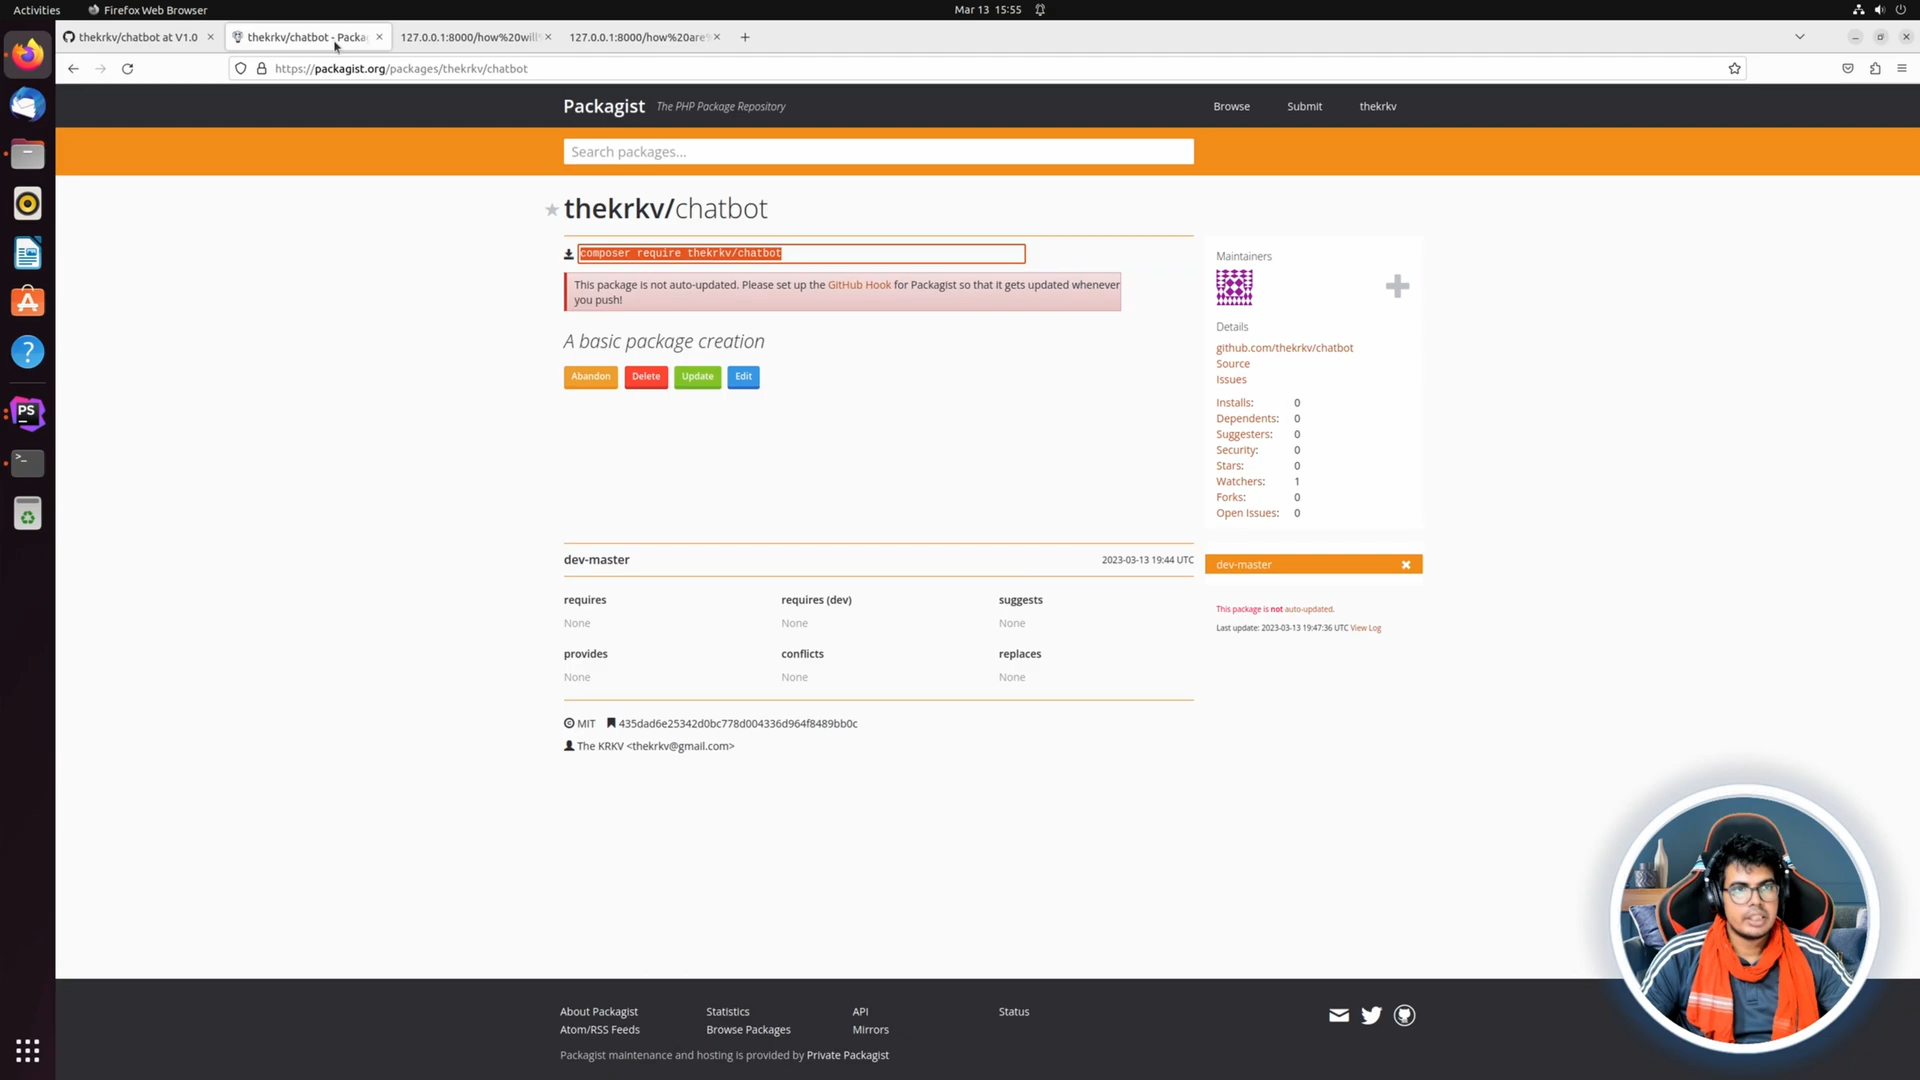 Activities Firefox Web Browser Mar 13 15:55
thekrkv/chatbot at V1.0 thekrkv/chatbot - Packa 127.0.0.1:8000/how%20will 127.0.0.1:8000/how%20are
https://packagist.org/packages/thekrkv/chatbot
Packagist The PHP Package Repository Browse Submit thekrkv
Search packages...
thekrkv/chatbot
composer require thekrkv/chatbot
This package is not auto-updated. Please set up the GitHub Hook for Packagist so that it gets updated whenever
you push!
A basic package creation
Abandon Delete Update Edit
Maintainers
Details
github.com/thekrkv/chatbot
Source
Issues
Installs: 0
Dependents: 0
Suggesters: 0
Security: 0
Stars: 0
Watchers: 1
Forks: 0
Open Issues: 0
dev-master 2023-03-13 19:44 UTC
dev-master
requires requires (dev) suggests
None None None
provides conflicts replaces
None None None
This package is not auto-updated.
Last update: 2023-03-13 19:47:36 UTC View Log
MIT 435dad6e25342d0bc778d004336d964f8489bb0c
The KRKV <thekrkv@gmail.com>
PS
About Packagist Statistics API Status
Atom/RSS Feeds Browse Packages Mirrors
Packagist maintenance and hosting is provided by Private Packagist